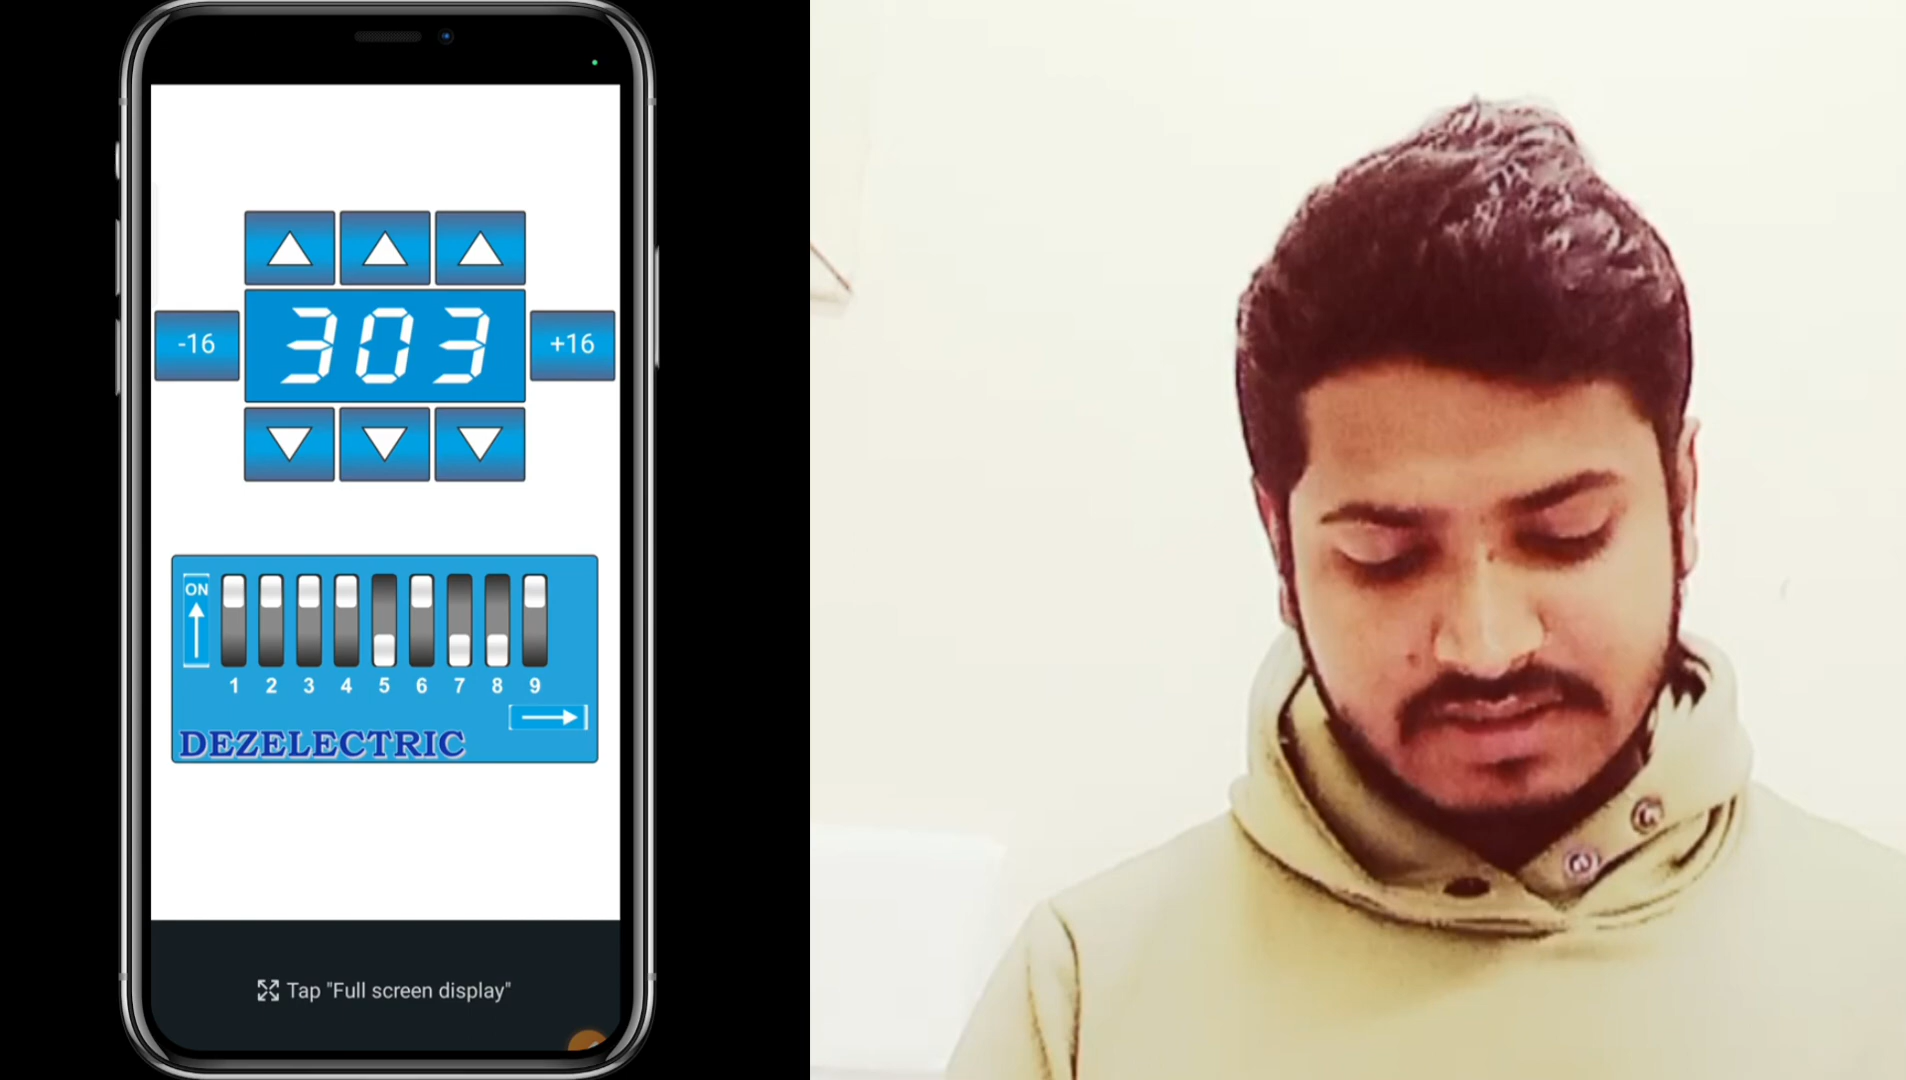 -16
303
+16
ON
1 2 3 4 5 6 7 8 9
DEZELECTRIC
Tap "Full screen display"